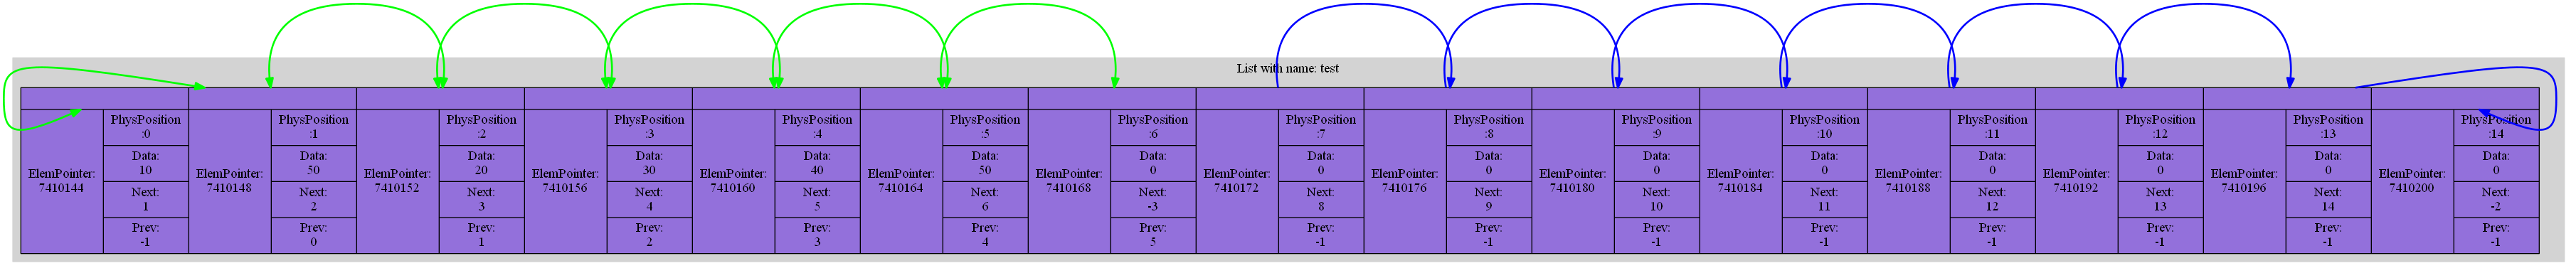 List with name: test
ElemPointer:
7410144
PhysPosition
:0
Data:
10
Next:
1
Prev:
-1
ElemPointer:
7410148
PhysPosition
:1
Data:
50
Next:
2
Prev:
0
ElemPointer:
7410152
PhysPosition
:2
Data:
20
Next:
3
Prev:
1
ElemPointer:
7410156
PhysPosition
:3
Data:
30
Next:
4
Prev:
2
ElemPointer:
7410160
PhysPosition
:4
Data:
40
Next:
5
Prev:
3
ElemPointer:
7410164
PhysPosition
:5
Data:
50
Next:
6
Prev:
4
ElemPointer:
7410168
PhysPosition
:6
Data:
0
Next:
-3
Prev:
5
ElemPointer:
7410172
PhysPosition
:7
Data:
0
Next:
8
Prev:
-1
ElemPointer:
7410176
PhysPosition
:8
Data:
0
Next:
9
Prev:
-1
ElemPointer:
7410180
PhysPosition
:9
Data:
0
Next:
10
Prev:
-1
ElemPointer:
7410184
PhysPosition
:10
Data:
0
Next:
11
Prev:
-1
ElemPointer:
7410188
PhysPosition
:11
Data:
0
Next:
12
Prev:
-1
ElemPointer:
7410192
PhysPosition
:12
Data:
0
Next:
13
Prev:
-1
ElemPointer:
7410196
PhysPosition
:13
Data:
0
Next:
14
Prev:
-1
ElemPointer:
7410200
PhysPosition
:14
Data:
0
Next:
-2
Prev:
-1